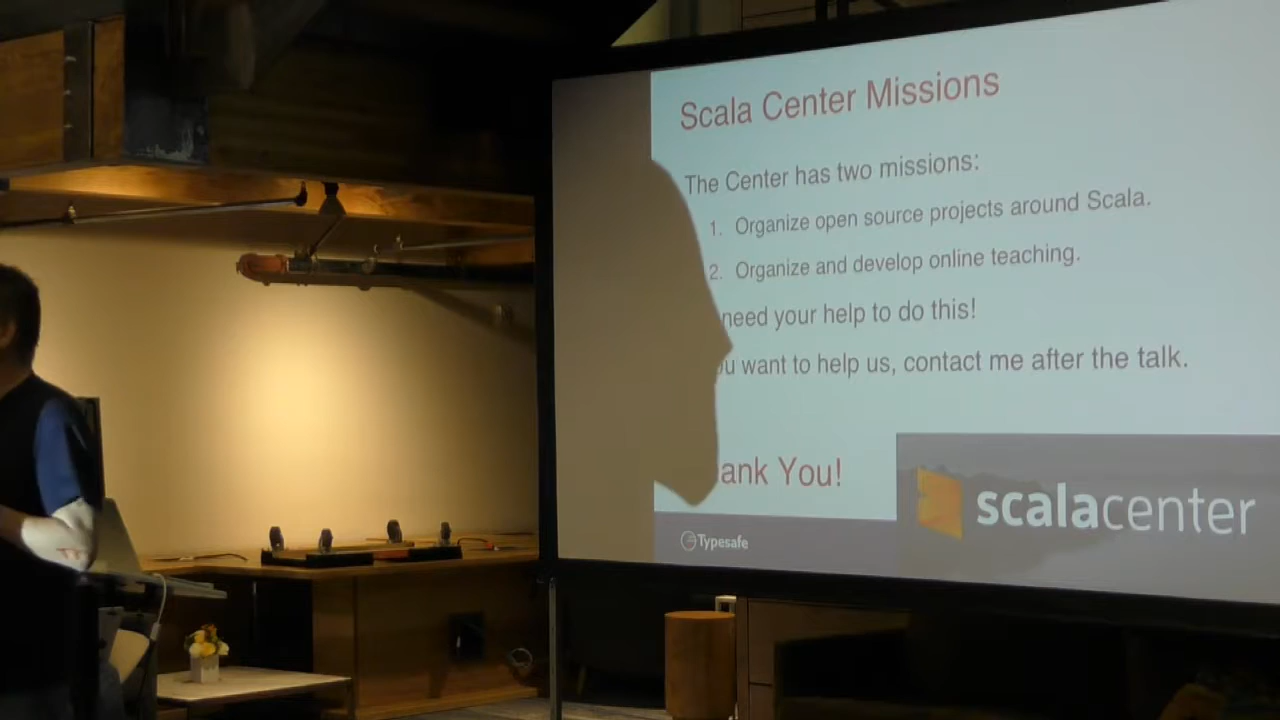 Scala Center Missions
The Center has two missions:
1. Organize open source projects around Scala.
2. Organize and develop online teaching.
need your help to do this!
want to help us, contact me after the talk.
You!
scalacenter
Typesafe